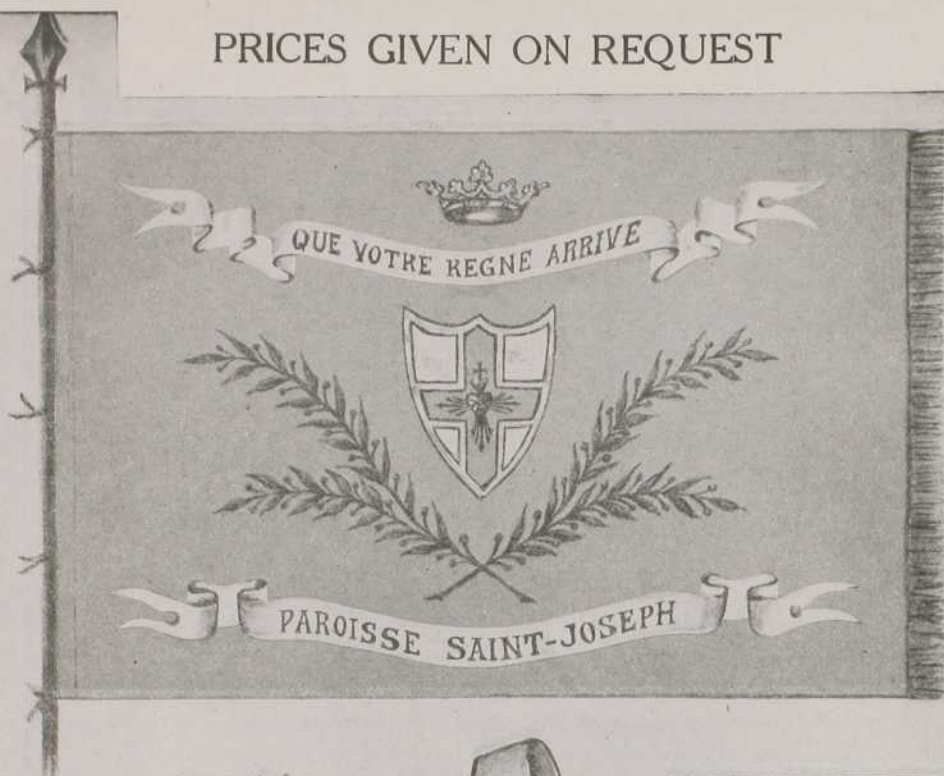 PRICES GIVEN ON REQUEST
QUE VOTRE REGNE ARRIVE
PAROISSE SAINT-JOSEPH